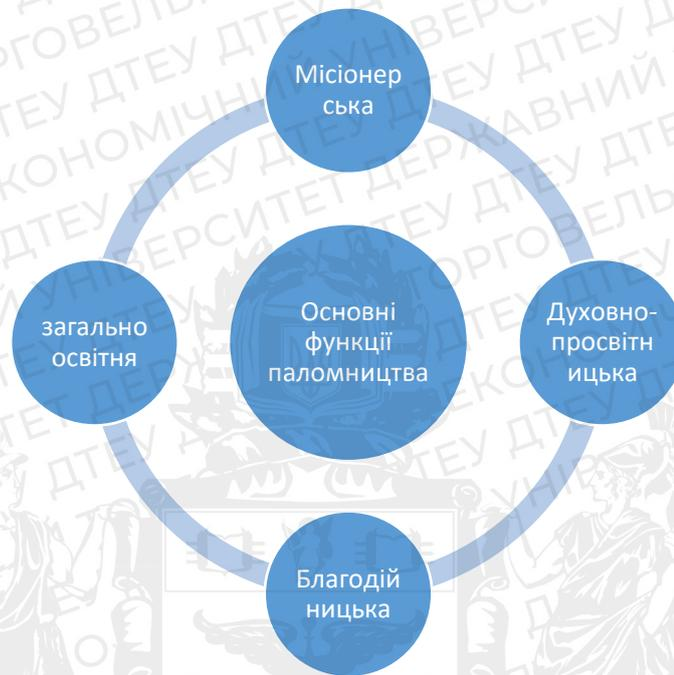 Місіонер
ська
загально
освітня
Основні
функції
паломництва
Духовно-
просвітн
ицька
Благодій
ницька